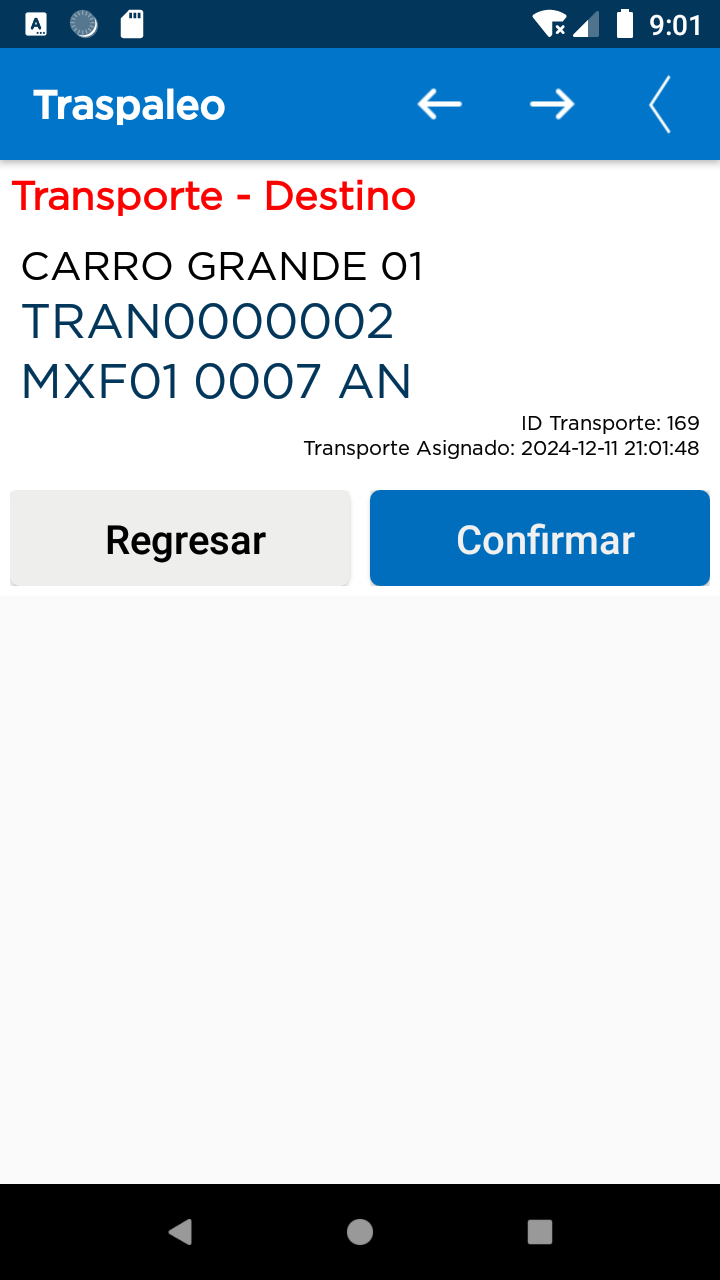 9:01
Traspaleo
Transporte - Destino
CARRO GRANDE 01
TRAN0000002
MXF01 0007 AN
ID Transporte: 169
Transporte Asignado: 2024-12-11 21:01:48
Regresar Confirmar